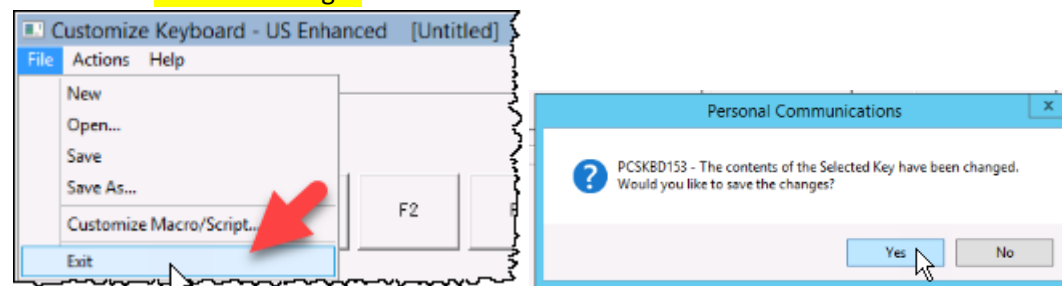 Customize Keyboard - US Enhanced [Untitled]
File Actions Help
New
Open...
Save
Save As...
Customize Macro/Script...
Exit
F2
Personal Communications
x
PCSKBD153 - The contents of the Selected Key have been changed.
Would you like to save the changes?
Yes No